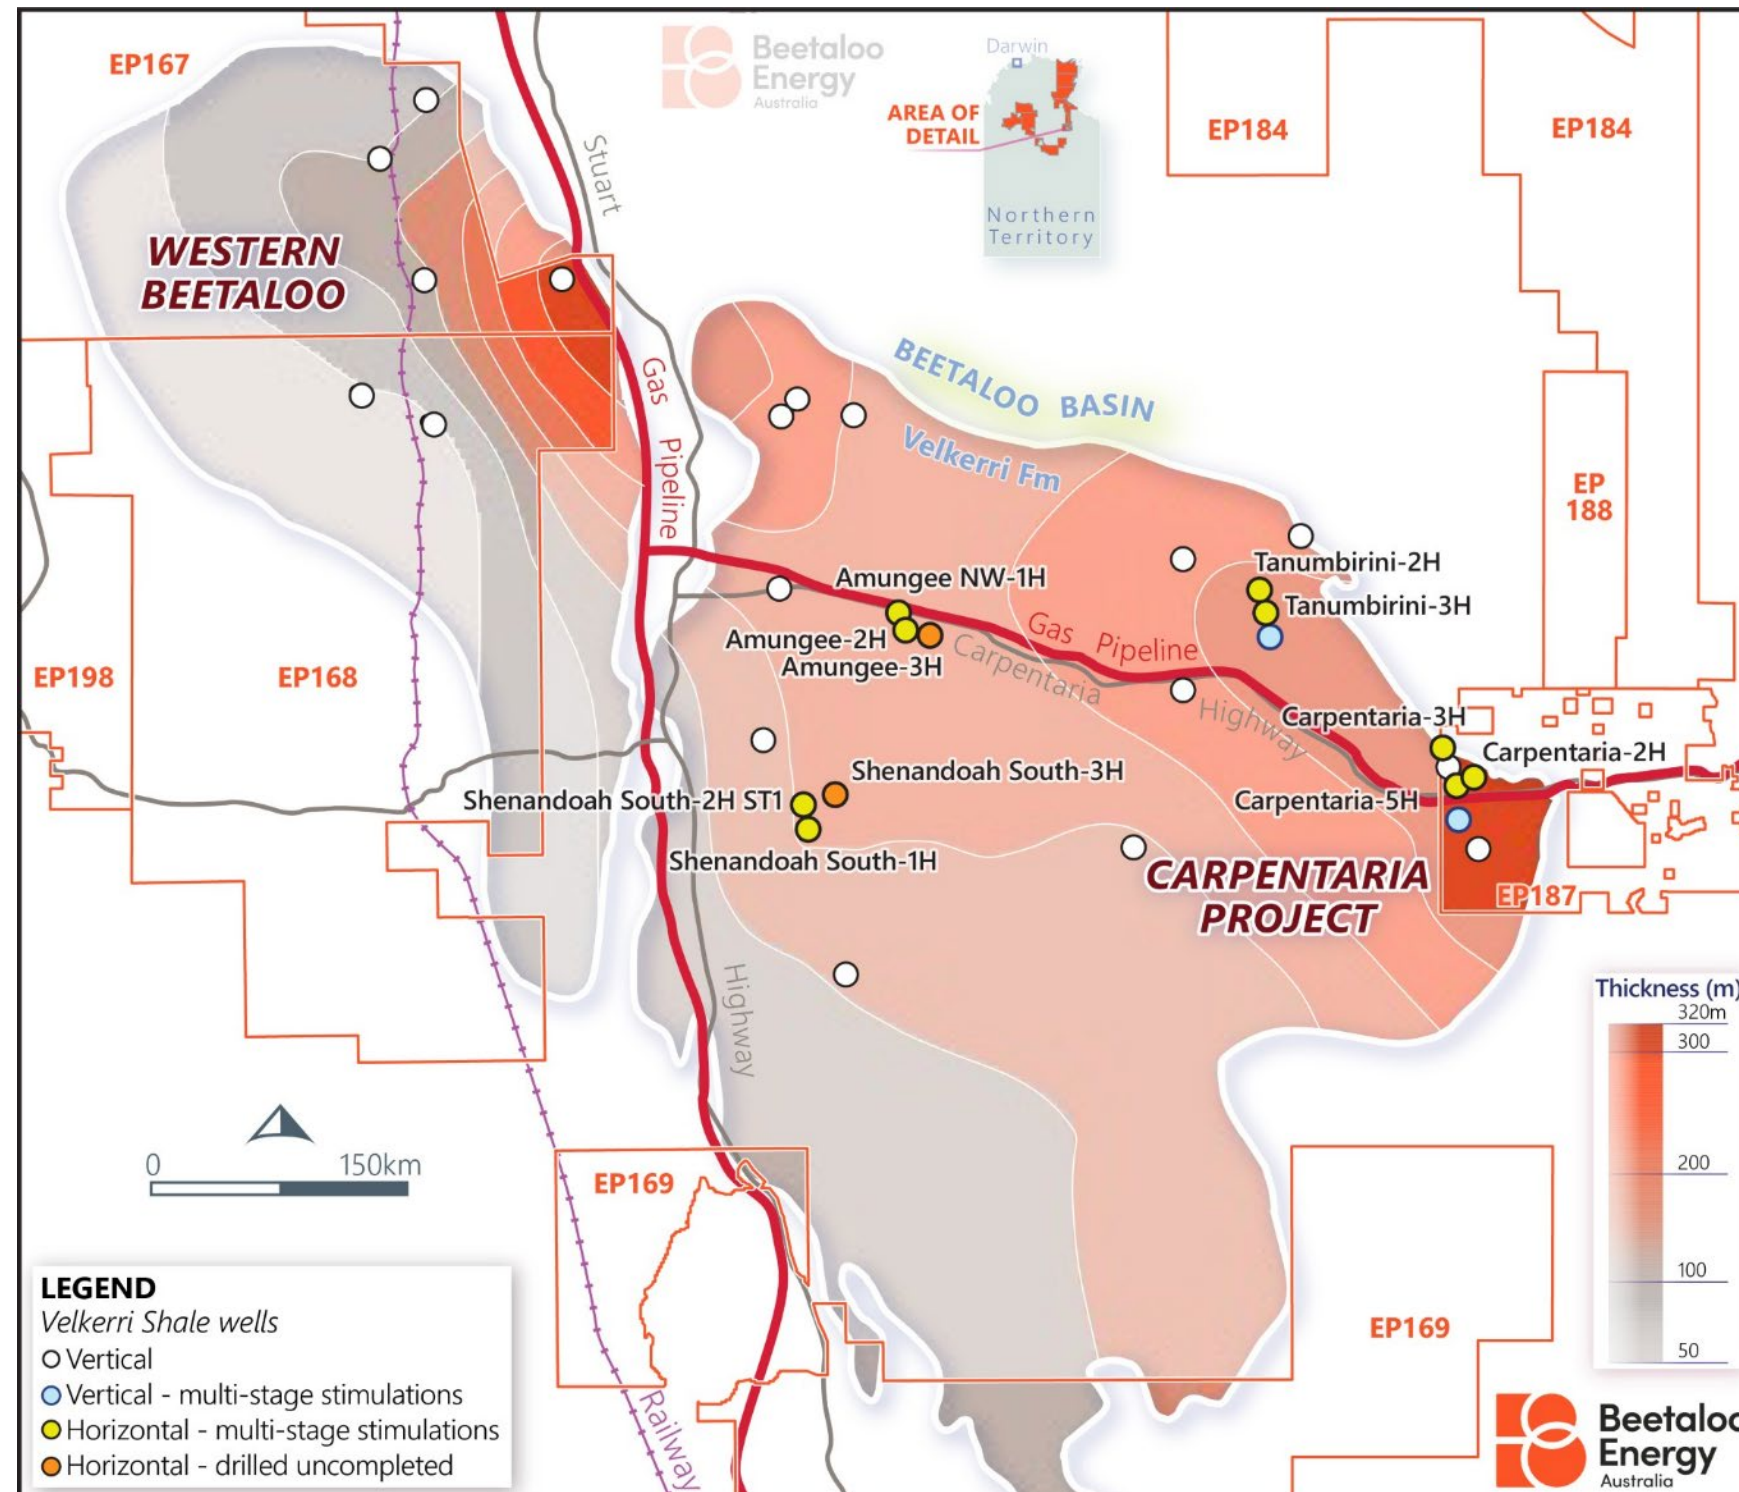 EP167
Beetaloo
Energy
Australia
Darwin
AREA OF
DETAIL
Northern
Territory
EP184
EP184
Stuart
WESTERN
BEETALOO
BEETALOO BASIN
Velkerri Fm
Gas Pipeline
EP
188
Amungee NW-1H
Tanumbirini-2H
Tanumbirini-3H
Amungee-2H
Amungee-3H
Gas Pipeline
Carpentaria
Highway
EP198
EP168
Carpentaria-3H
Carpentaria-2H
Shenandoah South-3H
Shenandoah South-2H ST1
Carpentaria-5H
Shenandoah South-1H
CARPENTARIA
PROJECT
EP187
Highway
Thickness (m)
320m
300
200
100
50
0 150km
EP169
EP169
LEGEND
Velkerri Shale wells
Vertical
Vertical - multi-stage stimulations
Horizontal - multi-stage stimulations
Horizontal - drilled uncompleted
Railway
Beetaloo
Energy
Australia